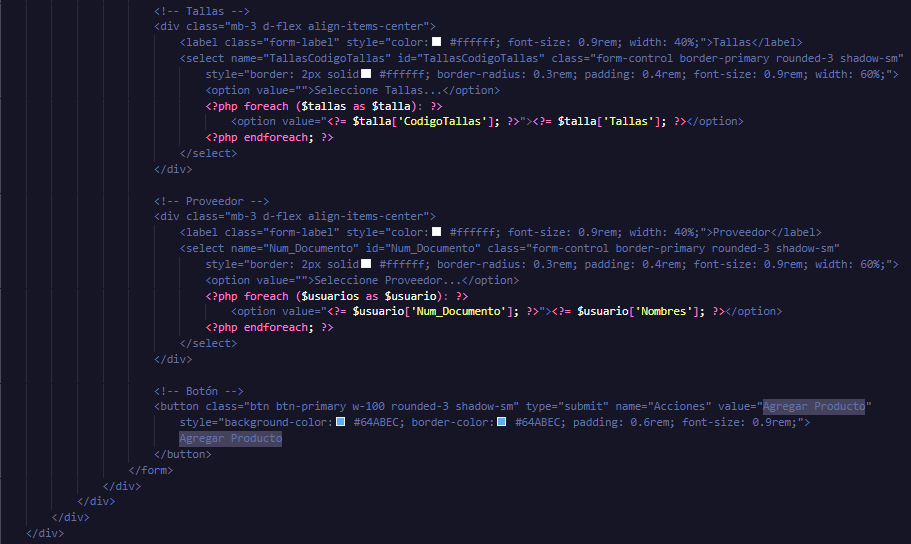 <!-- Tallas -->
<div class="mb-3 d-flex align-items-center">
<label class="form-label" style="color: #ffffff; font-size: 0.9rem; width: 40%;">Tallas</label>
<select name="TallasCodigoTallas" id="TallasCodigoTallas" class="form-control border-primary rounded-3 shadow-sm"
style="border: 2px solid #ffffff; border-radius: 0.3rem; padding: 0.4rem; font-size: 0.9rem; width: 60%;">
<option value="">Seleccione Tallas...</option>
<?php foreach ($tallas as $talla): ?>
<option value="<?= $talla['CodigoTallas']; ?>"><?= $talla['Tallas']; ?></option>
<?php endforeach; ?>
</select>
</div>
<!-- Proveedor -->
<div class="mb-3 d-flex align-items-center">
<label class="form-label" style="color: #ffffff; font-size: 0.9rem; width: 40%;">Proveedor</label>
<select name="Num_Documento" id="Num_Documento" class="form-control border-primary rounded-3 shadow-sm"
style="border: 2px solid #ffffff; border-radius: 0.3rem; padding: 0.4rem; font-size: 0.9rem; width: 60%;">
<option value="">Seleccione Proveedor...</option>
<?php foreach ($usuarios as $usuario): ?>
<option value="<?= $usuario['Num_Documento']; ?>"><?= $usuario['Nombres']; ?></option>
<?php endforeach; ?>
</select>
</div>
<!-- Botón -->
<button class="btn btn-primary w-100 rounded-3 shadow-sm" type="submit" name="Acciones" value="Agregar Producto"
style="background-color: #64ABEC; border-color: #64ABEC; padding: 0.6rem; font-size: 0.9rem;">
Agregar Producto
</button>
</form>
</div>
</div>
</div>
</div>